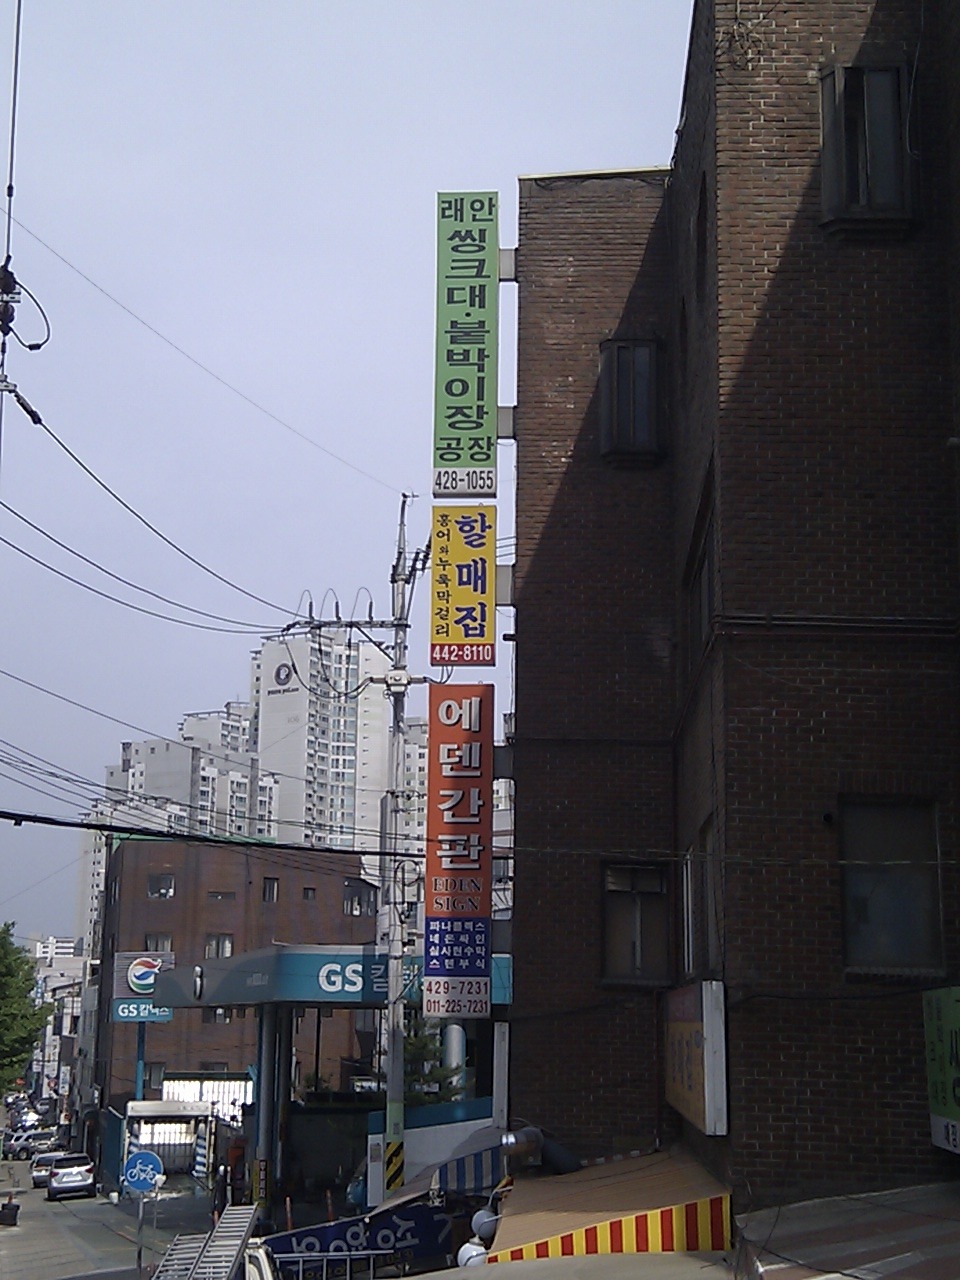 래안
씽크대·붙박이장
공장
428-1055
할매집
홍어와누룩막걸리
442-8110
에덴간판
EDEN
SIGN
파나플렉스
네온싸인
실사현수막
스텐부식
429-7231
011-225-7231
GS칼
GS칼텍스